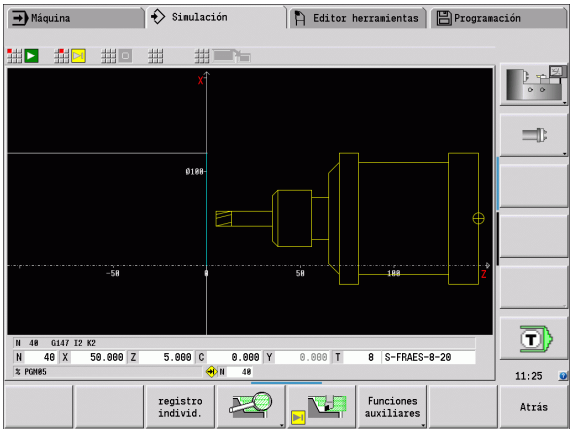 Máquina Simulación Editor herramientas Programación
X
Ø100
-50 0 50 100 Z
N 40 G147 I2 K2
N 40 X 50.000 Z 5.000 C 0.000 Y 0.000 T 8 S-FRAES-8-20
% PGM05 N 40
T
11:25
registro individ. Funciones auxiliares Atrás